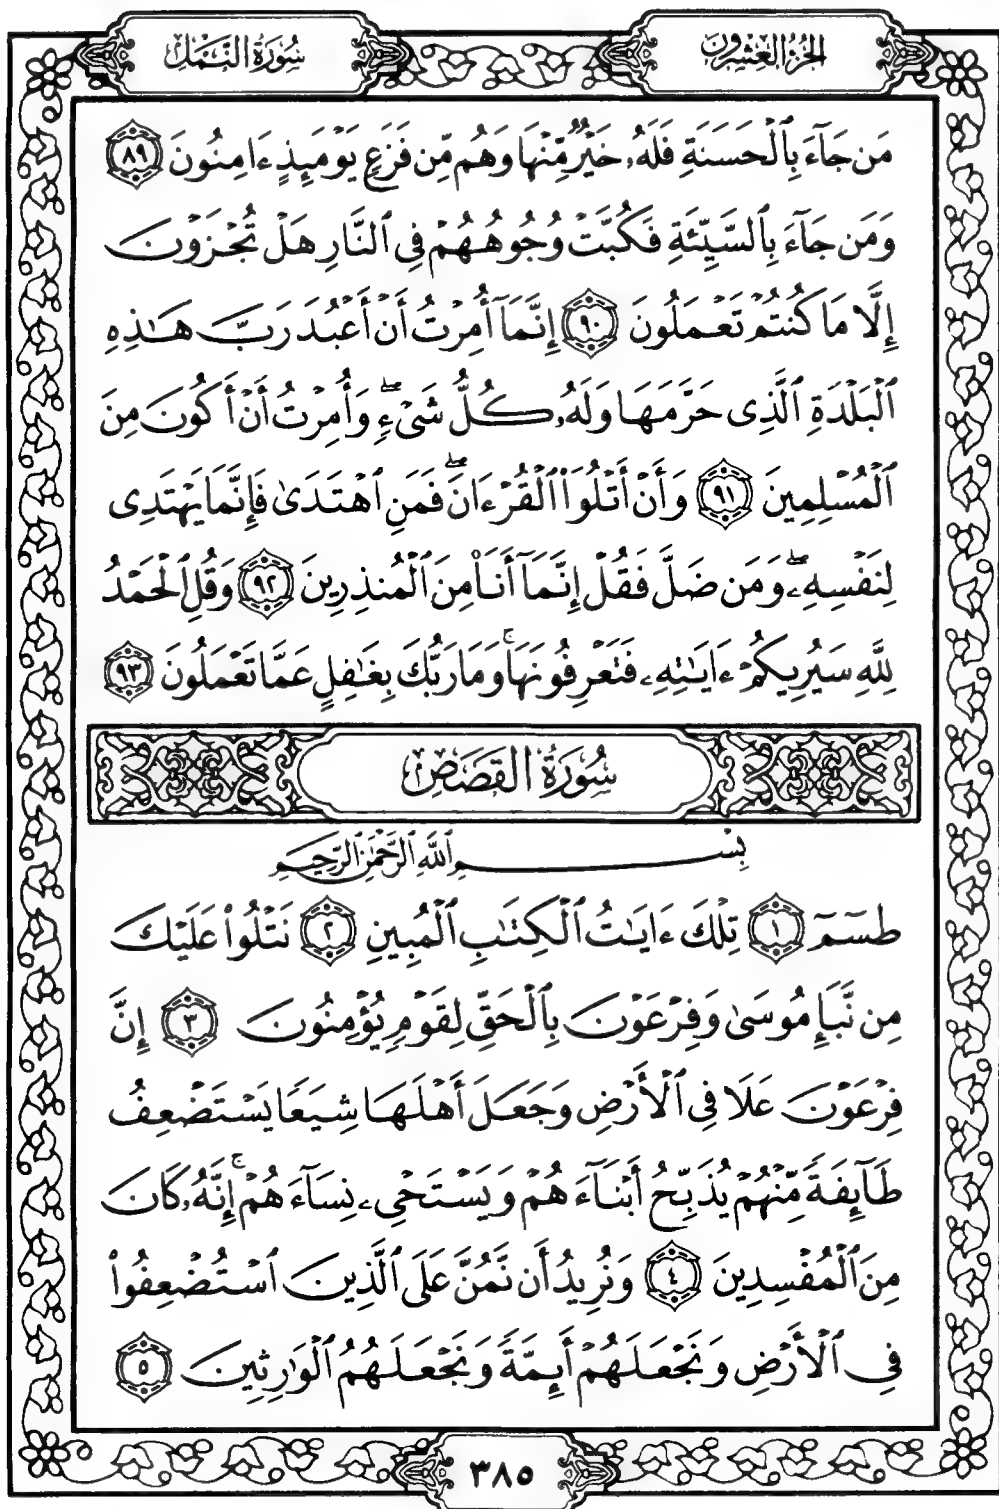 الجزء العشرون
سورة النمل
مَن جَآءَ بِٱلْحَسَنَةِ فَلَهُۥ خَيْرٌ مِّنْهَا وَهُم مِّن فَزَعٍ يَوْمَئِذٍ ءَامِنُونَ ٨٩
وَمَن جَآءَ بِٱلسَّيِّئَةِ فَكُبَّتْ وُجُوهُهُمْ فِى ٱلنَّارِ هَلْ تُجْزَوْنَ
إِلَّا مَا كُنتُمْ تَعْمَلُونَ ٩٠ إِنَّمَآ أُمِرْتُ أَنْ أَعْبُدَ رَبَّ هَـٰذِهِ
ٱلْبَلْدَةِ ٱلَّذِى حَرَّمَهَا وَلَهُۥ كُلُّ شَىْءٍ ۖ وَأُمِرْتُ أَنْ أَكُونَ مِنَ
ٱلْمُسْلِمِينَ ٩١ وَأَنْ أَتْلُوَا۟ ٱلْقُرْءَانَ ۖ فَمَنِ ٱهْتَدَىٰ فَإِنَّمَا يَهْتَدِى
لِنَفْسِهِۦ ۖ وَمَن ضَلَّ فَقُلْ إِنَّمَآ أَنَا۠ مِنَ ٱلْمُنذِرِينَ ٩٢ وَقُلِ ٱلْحَمْدُ
لِلَّهِ سَيُرِيكُمْ ءَايَـٰتِهِۦ فَتَعْرِفُونَهَا ۚ وَمَا رَبُّكَ بِغَـٰفِلٍ عَمَّا تَعْمَلُونَ ٩٣
سُورَةُ القَصَصِ
بِسْمِ ٱللَّهِ ٱلرَّحْمَـٰنِ ٱلرَّحِيمِ
طسٓمٓ ١ تِلْكَ ءَايَـٰتُ ٱلْكِتَـٰبِ ٱلْمُبِينِ ٢ نَتْلُوا۟ عَلَيْكَ
مِن نَّبَإِ مُوسَىٰ وَفِرْعَوْنَ بِٱلْحَقِّ لِقَوْمٍ يُؤْمِنُونَ ٣ إِنَّ
فِرْعَوْنَ عَلَا فِى ٱلْأَرْضِ وَجَعَلَ أَهْلَهَا شِيَعًا يَسْتَضْعِفُ
طَآئِفَةً مِّنْهُمْ يُذَبِّحُ أَبْنَآءَهُمْ وَيَسْتَحْىِۦ نِسَآءَهُمْ ۚ إِنَّهُۥ كَانَ
مِنَ ٱلْمُفْسِدِينَ ٤ وَنُرِيدُ أَن نَّمُنَّ عَلَى ٱلَّذِينَ ٱسْتُضْعِفُوا۟
فِى ٱلْأَرْضِ وَنَجْعَلَهُمْ أَئِمَّةً وَنَجْعَلَهُمُ ٱلْوَٰرِثِينَ ٥
٣٨٥